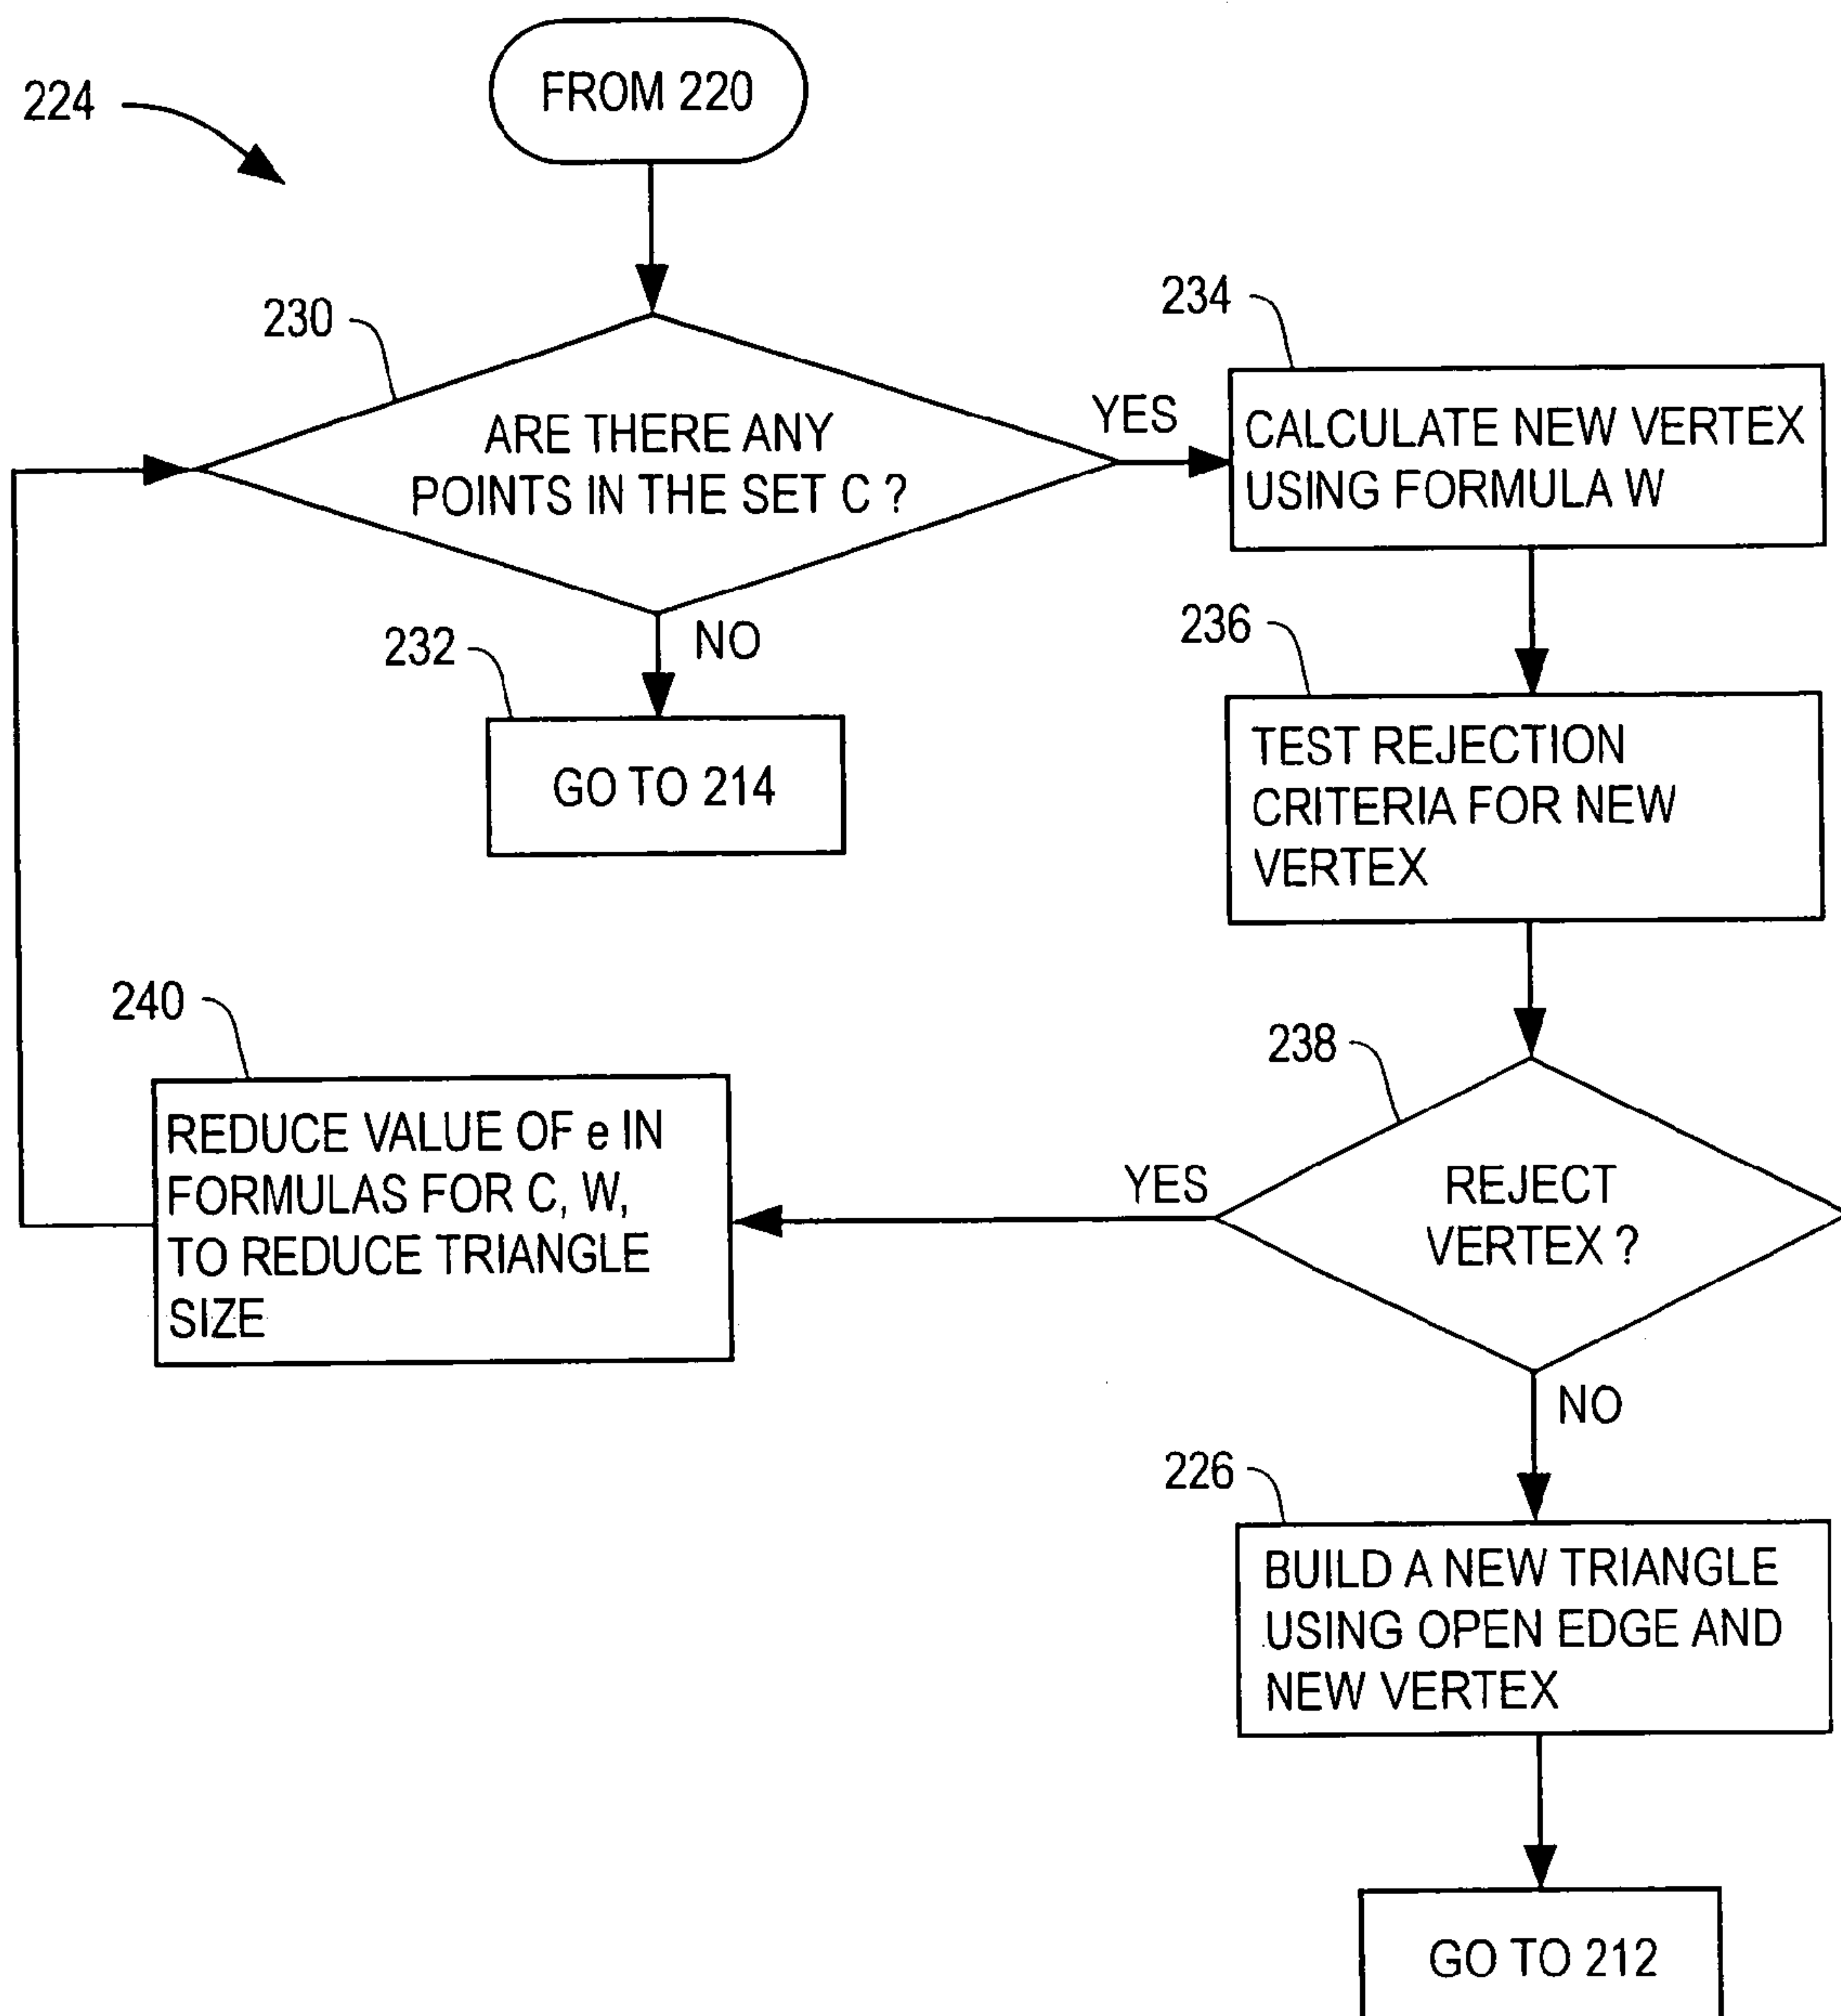 FROM 220
224
230
ARE THERE ANY
POINTS IN THE SET C ?
YES
234
CALCULATE NEW VERTEX
USING FORMULA W
NO
232
GO TO 214
236
TEST REJECTION
CRITERIA FOR NEW
VERTEX
238
REJECT
VERTEX ?
YES
240
REDUCE VALUE OF e IN
FORMULAS FOR C, W,
TO REDUCE TRIANGLE
SIZE
NO
226
BUILD A NEW TRIANGLE
USING OPEN EDGE AND
NEW VERTEX
GO TO 212